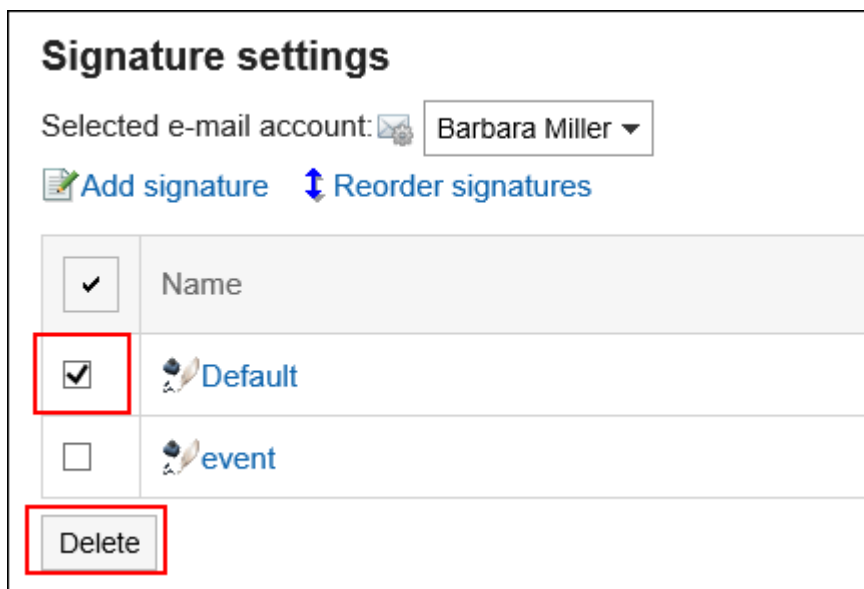 Signature settings
Selected e-mail account: Barbara Miller
Add signature Reorder signatures
Name
Default
event
Delete